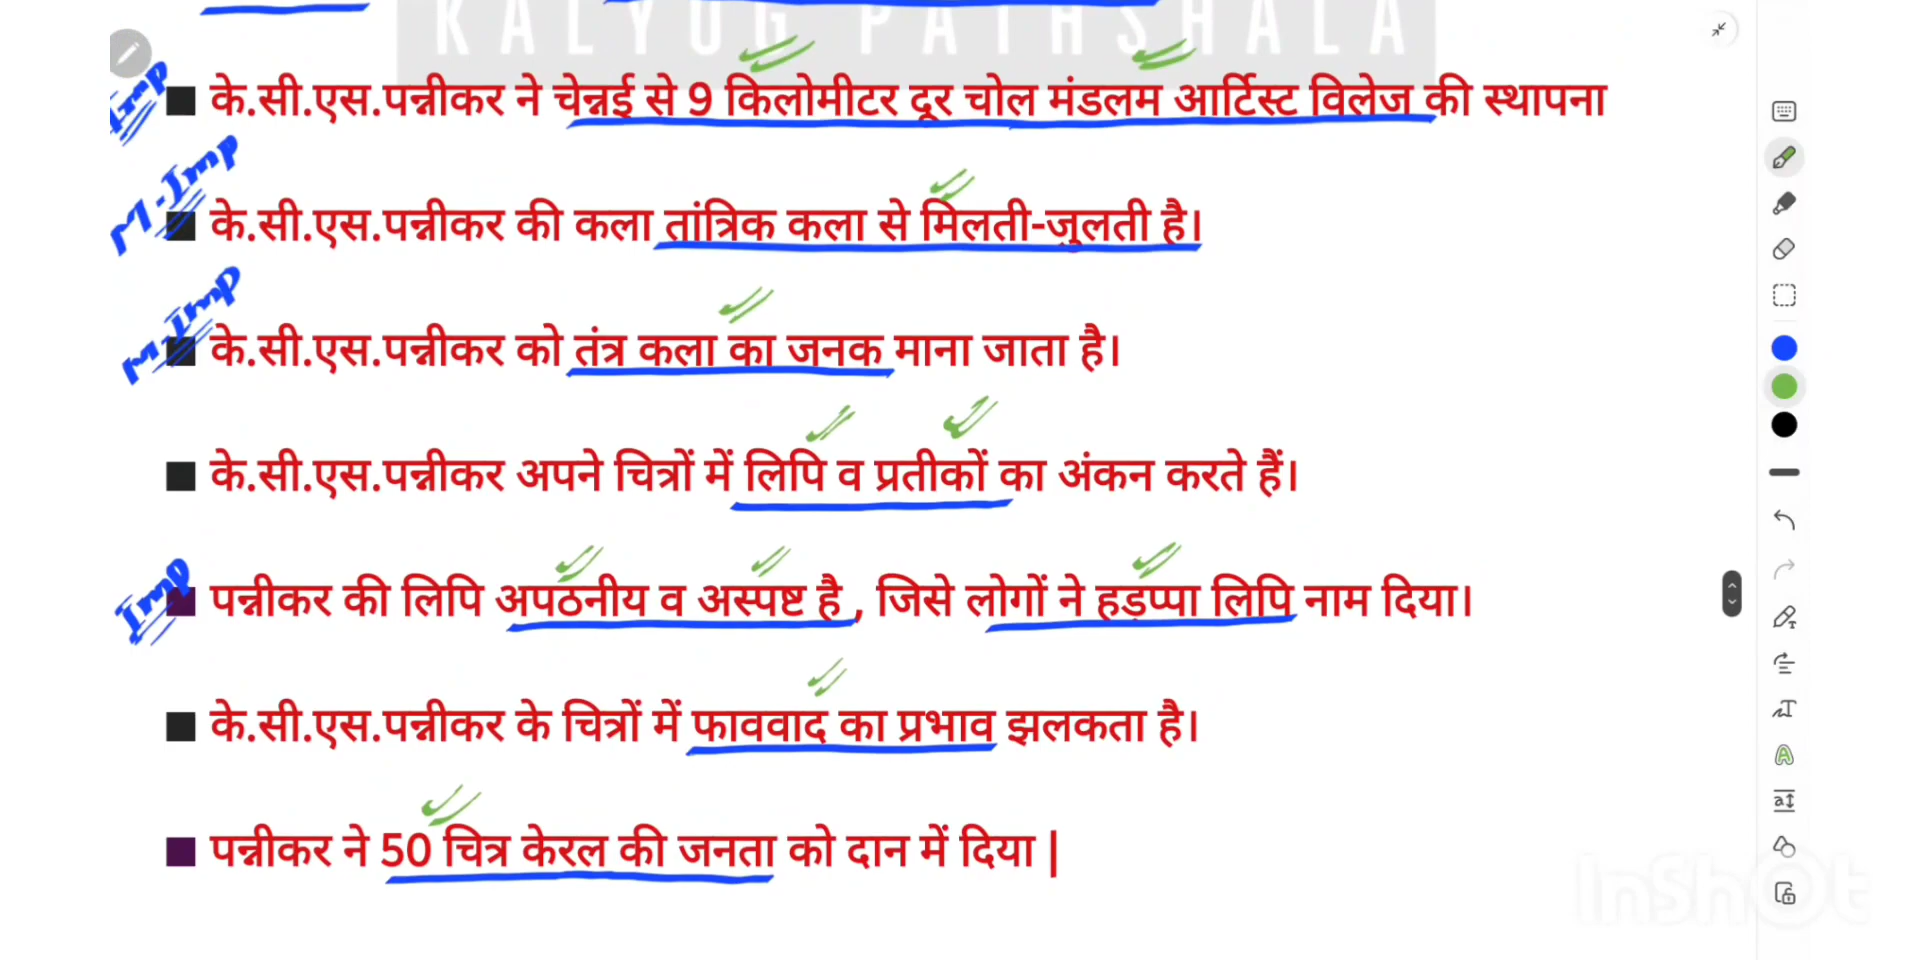 KALYUG PATHSHALA
Imp
■ के.सी.एस.पन्नीकर ने चेन्नई से 9 किलोमीटर दूर चोल मंडलम आर्टिस्ट विलेज की स्थापना
M-Imp
■ के.सी.एस.पन्नीकर की कला तांत्रिक कला से मिलती-जुलती है।
M-Imp
■ के.सी.एस.पन्नीकर को तंत्र कला का जनक माना जाता है।
■ के.सी.एस.पन्नीकर अपने चित्रों में लिपि व प्रतीकों का अंकन करते हैं।
Imp
■ पन्नीकर की लिपि अपठनीय व अस्पष्ट है , जिसे लोगों ने हड़प्पा लिपि नाम दिया।
■ के.सी.एस.पन्नीकर के चित्रों में फाववाद का प्रभाव झलकता है।
■ पन्नीकर ने 50 चित्र केरल की जनता को दान में दिया |
InShOt